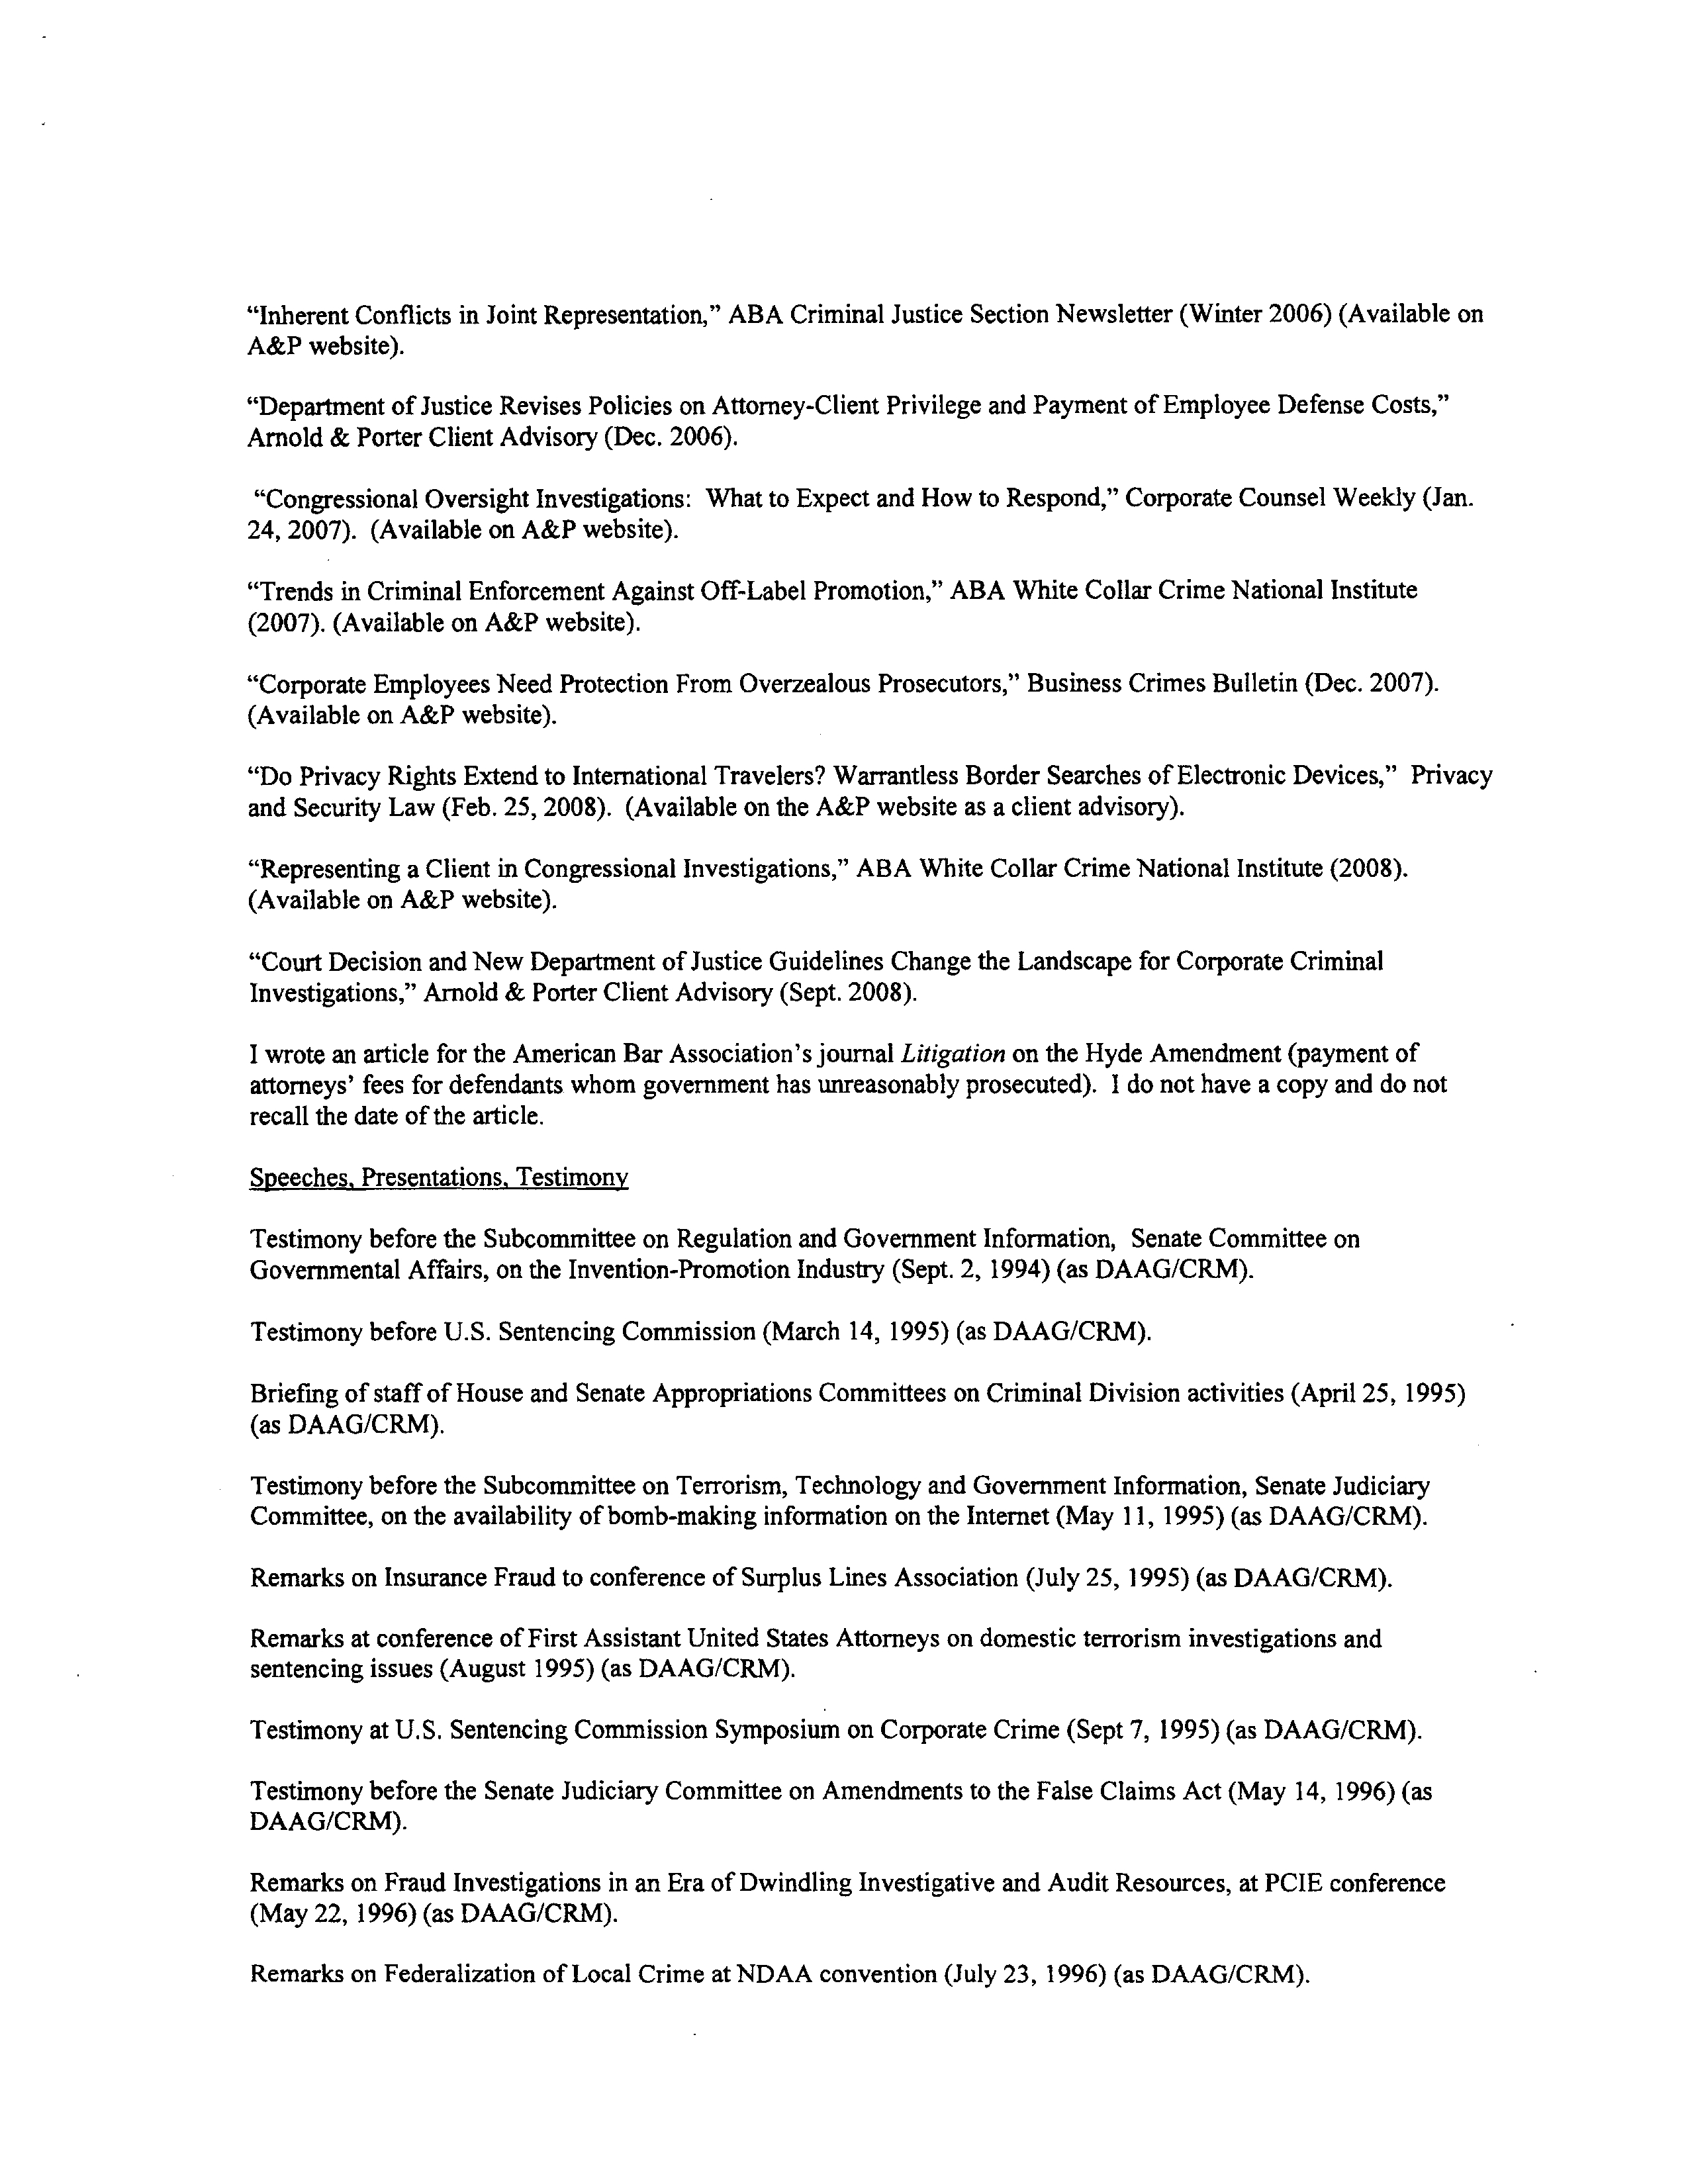 “Inherent Conflicts in Joint Representation,” ABA Criminal Justice Section Newsletter (Winter 2006) (Available on
A&P website).
“Department of Justice Revises Policies on Attorney-Client Privilege and Payment of Employee Defense Costs,”
Arnold & Porter Client Advisory (Dec. 2006).
“Congressional Oversight Investigations: What to Expect and How to Respond,” Corporate Counsel Weekly (Jan.
24, 2007). (Available on A&P website).
“Trends in Criminal Enforcement Against Off-Label Promotion,” ABA White Collar Crime National Institute
(2007). (Available on A&P website).
“Corporate Employees Need Protection From Overzealous Prosecutors,” Business Crimes Bulletin (Dec. 2007).
(Available on A&P website).
“Do Privacy Rights Extend to International Travelers? Warrantless Border Searches of Electronic Devices,” Privacy
and Security Law (Feb. 25, 2008). (Available on the A&P website as a client advisory).
“Representing a Client in Congressional Investigations,” ABA White Collar Crime National Institute (2008).
(Available on A&P website).
“Court Decision and New Department of Justice Guidelines Change the Landscape for Corporate Criminal
Investigations,” Arnold & Porter Client Advisory (Sept. 2008).
I wrote an article for the American Bar Association’s journal Litigation on the Hyde Amendment (payment of
attorneys’ fees for defendants whom government has unreasonably prosecuted). I do not have a copy and do not
recall the date of the article.
Speeches, Presentations, Testimony
Testimony before the Subcommittee on Regulation and Government Information, Senate Committee on
Governmental Affairs, on the Invention-Promotion Industry (Sept. 2, 1994) (as DAAG/CRM).
Testimony before U.S. Sentencing Commission (March 14, 1995) (as DAAG/CRM).
Briefing of staff of House and Senate Appropriations Committees on Criminal Division activities (April 25, 1995)
(as DAAG/CRM).
Testimony before the Subcommittee on Terrorism, Technology and Government Information, Senate Judiciary
Committee, on the availability of bomb-making information on the Internet (May 11, 1995) (as DAAG/CRM).
Remarks on Insurance Fraud to conference of Surplus Lines Association (July 25, 1995) (as DAAG/CRM).
Remarks at conference of First Assistant United States Attorneys on domestic terrorism investigations and
sentencing issues (August 1995) (as DAAG/CRM).
Testimony at U.S. Sentencing Commission Symposium on Corporate Crime (Sept 7, 1995) (as DAAG/CRM).
Testimony before the Senate Judiciary Committee on Amendments to the False Claims Act (May 14, 1996) (as
DAAG/CRM).
Remarks on Fraud Investigations in an Era of Dwindling Investigative and Audit Resources, at PCIE conference
(May 22, 1996) (as DAAG/CRM).
Remarks on Federalization of Local Crime at NDAA convention (July 23, 1996) (as DAAG/CRM).